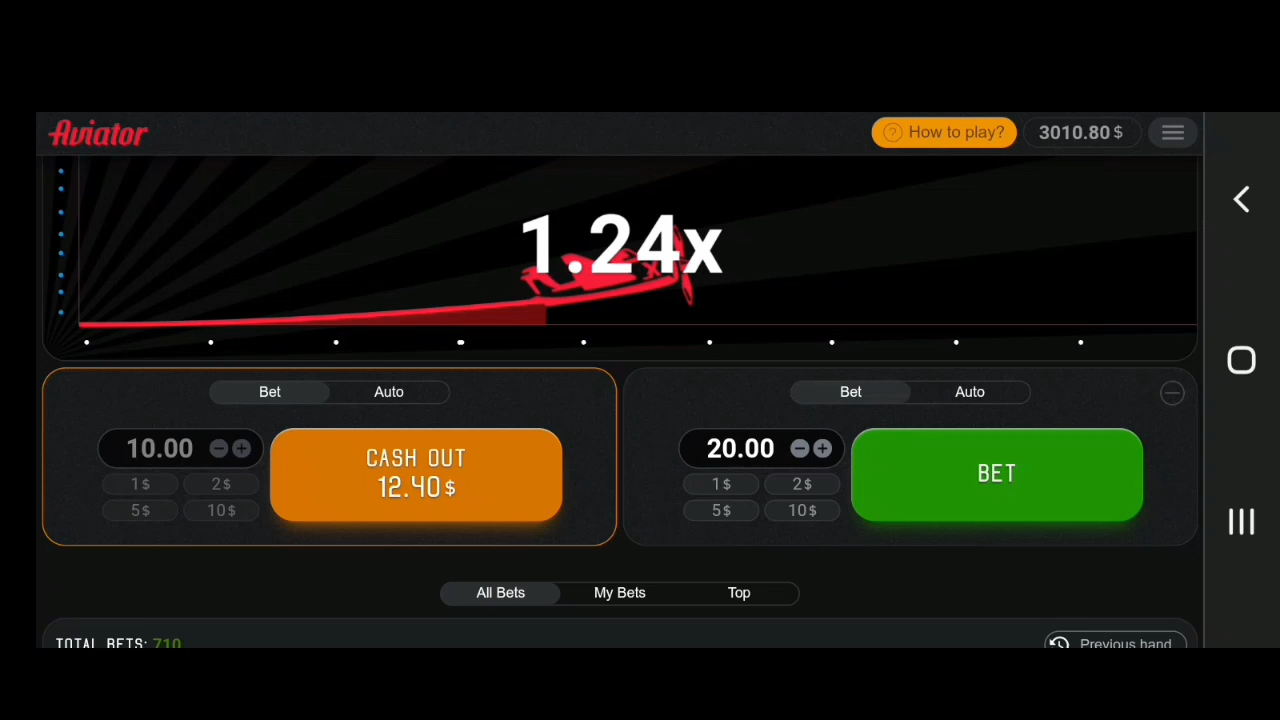 Aviator
? How to play?
3010.80 $
1.24x
Bet Auto
10.00
1$ 2$
5$ 10$
CASH OUT
12.40 $
Bet Auto
20.00
1$ 2$
5$ 10$
BET
All Bets My Bets Top
TOTAL BETS: 710
Previous hand